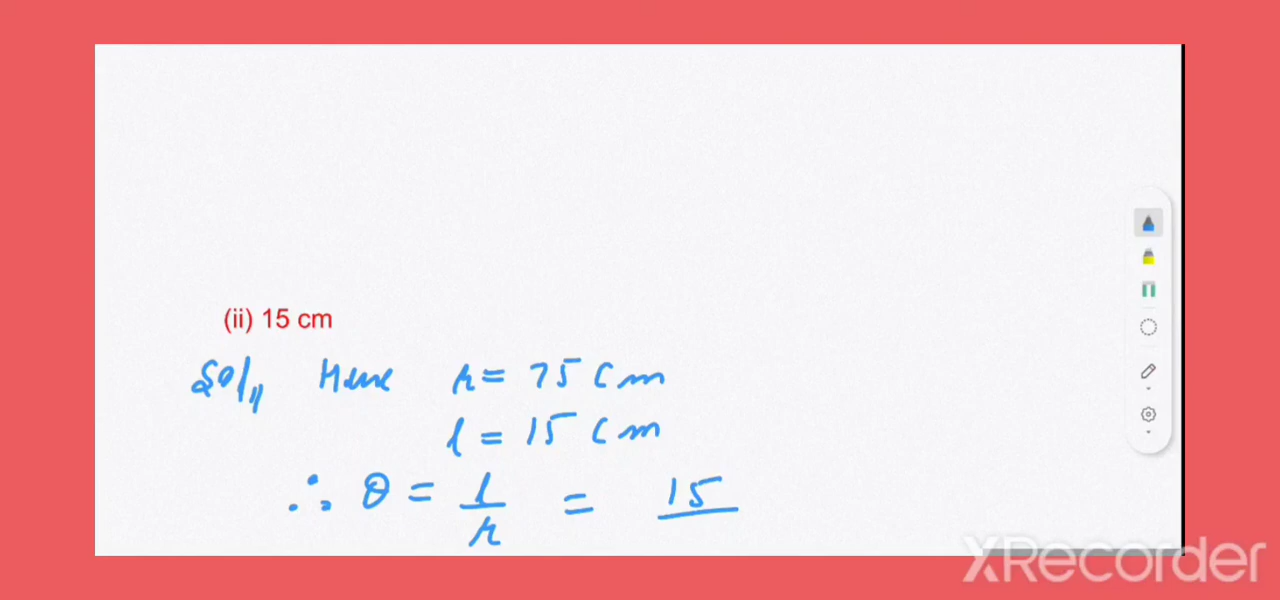 (ii) 15 cm
Sol, Here r = 75 cm
l = 15 cm
∴ θ = l/r = 15
XRecorder